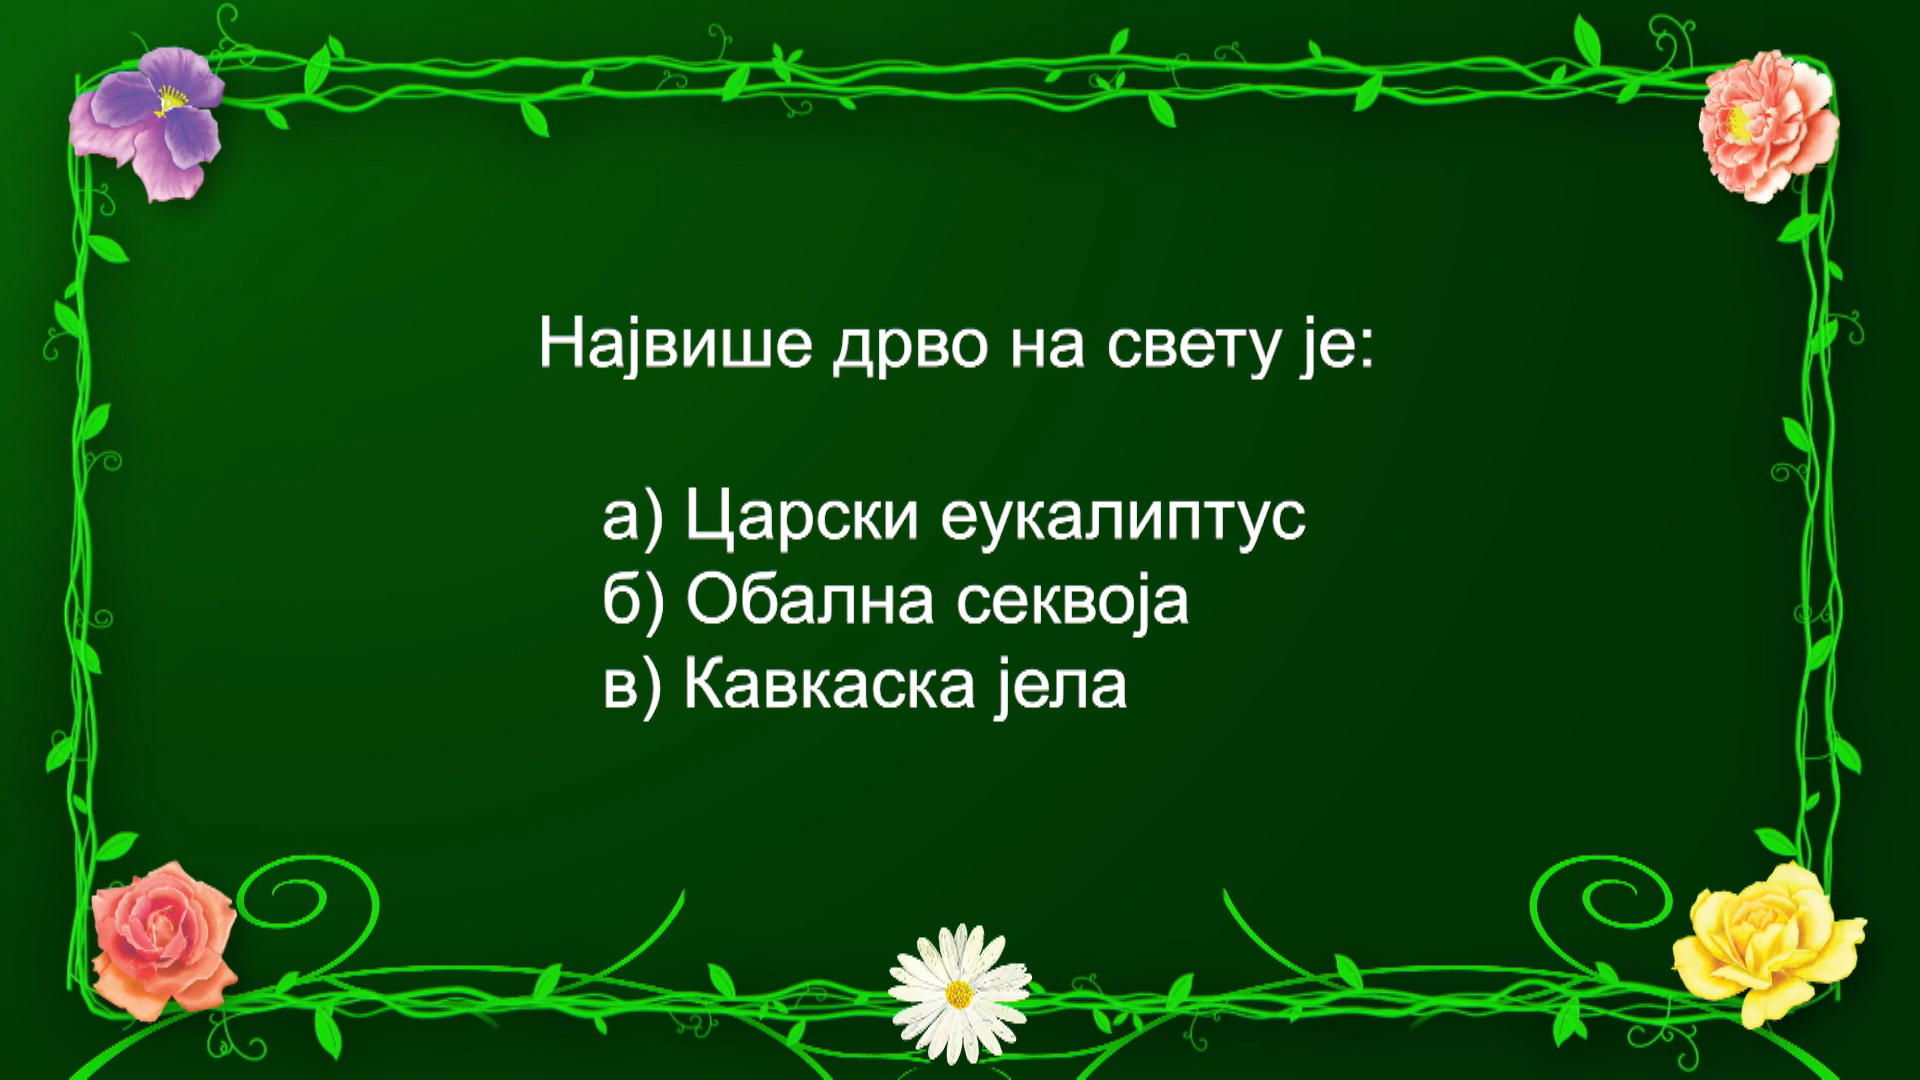 Највише дрво на свету је:
а) Царски еукалиптус
б) Обална секвоја
в) Кавкаска јела